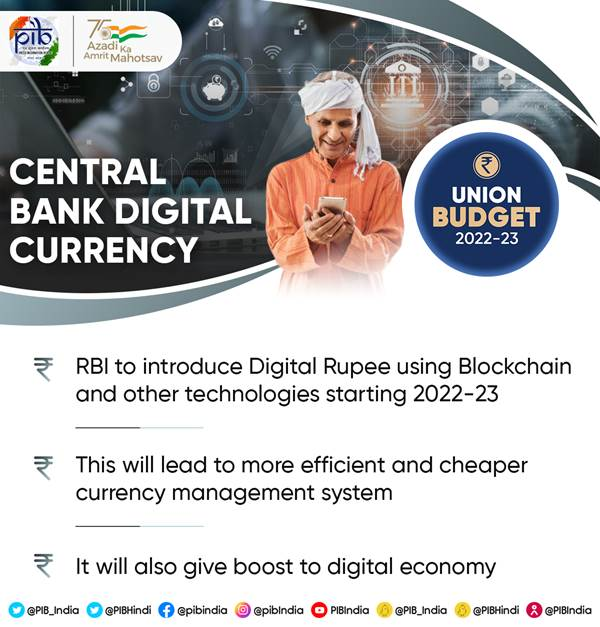 pib
75
Azadi Ka
Amrit Mahotsav
CENTRAL
BANK DIGITAL
CURRENCY
₹
UNION
BUDGET
2022-23
₹ RBI to introduce Digital Rupee using Blockchain
and other technologies starting 2022-23
₹ This will lead to more efficient and cheaper
currency management system
₹ It will also give boost to digital economy
@PIB_India @PIBHindi @pibindia @pibIndia PIBIndia @PIB_India @PIBHindi @PIBIndia